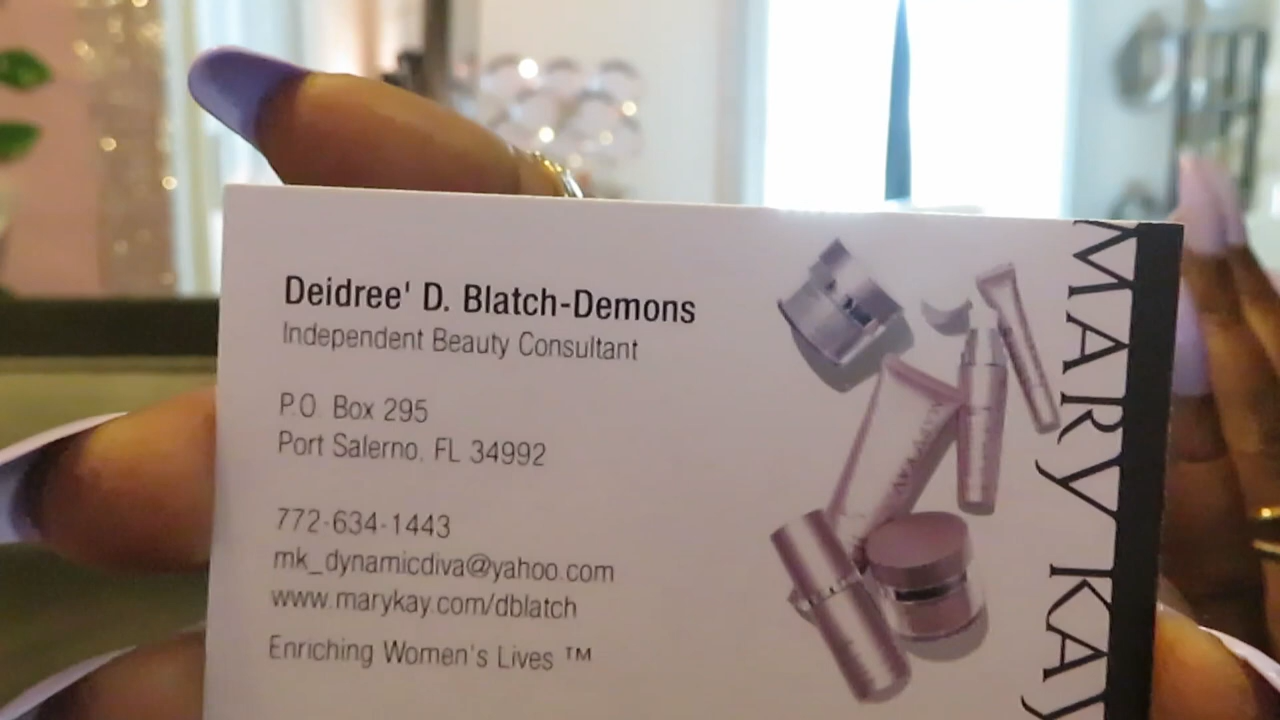 Deidree' D. Blatch-Demons
Independent Beauty Consultant
P.O. Box 295
Port Salerno, FL 34992
772-634-1443
mk_dynamicdiva@yahoo.com
www.marykay.com/dblatch
Enriching Women's Lives ™
MARY KAY